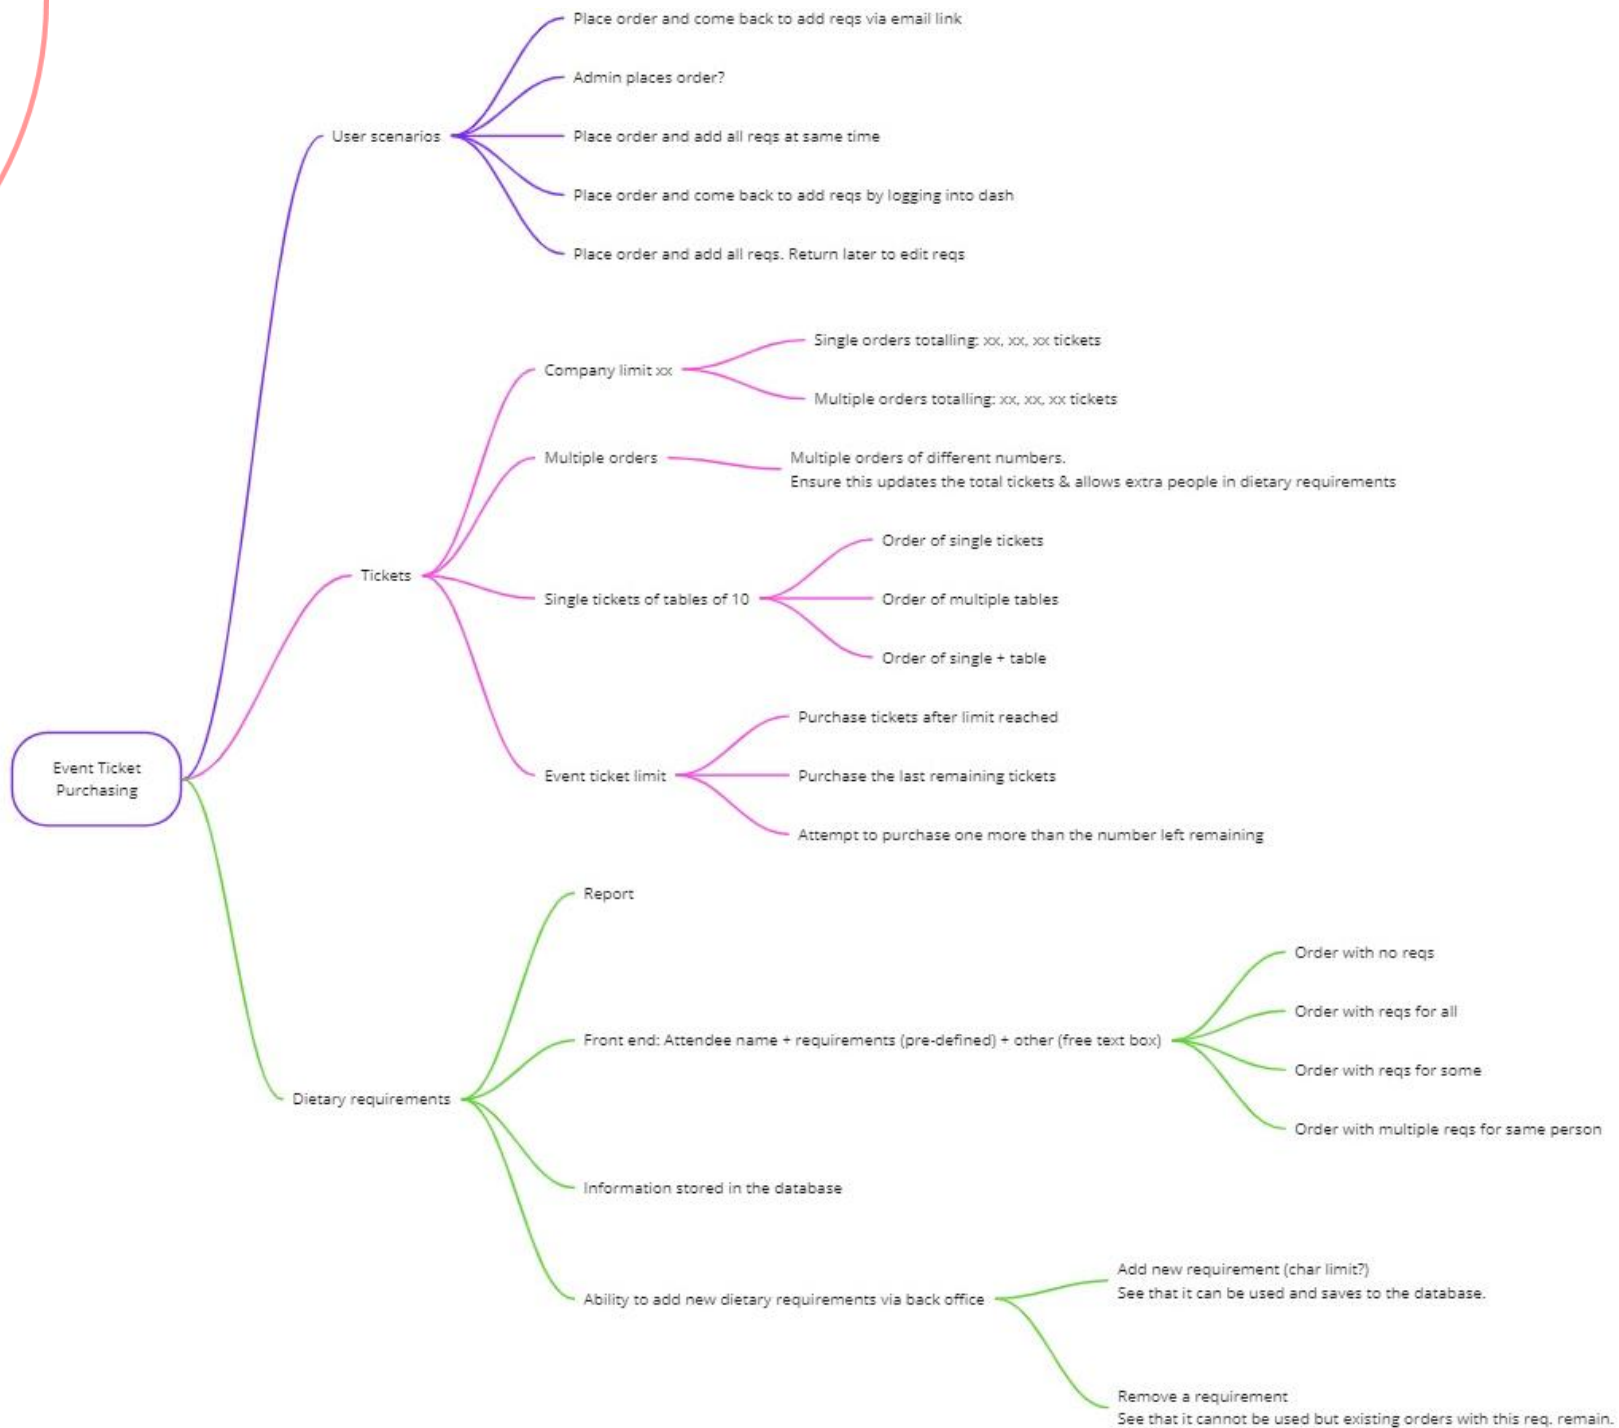 Event Ticket
Purchasing
User scenarios
Place order and come back to add reqs via email link
Admin places order?
Place order and add all reqs at same time
Place order and come back to add reqs by logging into dash
Place order and add all reqs. Return later to edit reqs
Tickets
Company limit xx
Single orders totalling: xx, xx, xx tickets
Multiple orders totalling: xx, xx, xx tickets
Multiple orders
Multiple orders of different numbers.
Ensure this updates the total tickets & allows extra people in dietary requirements
Single tickets of tables of 10
Order of single tickets
Order of multiple tables
Order of single + table
Event ticket limit
Purchase tickets after limit reached
Purchase the last remaining tickets
Attempt to purchase one more than the number left remaining
Dietary requirements
Report
Front end: Attendee name + requirements (pre-defined) + other (free text box)
Order with no reqs
Order with reqs for all
Order with reqs for some
Order with multiple reqs for same person
Information stored in the database
Ability to add new dietary requirements via back office
Add new requirement (char limit?)
See that it can be used and saves to the database.
Remove a requirement
See that it cannot be used but existing orders with this req. remain.